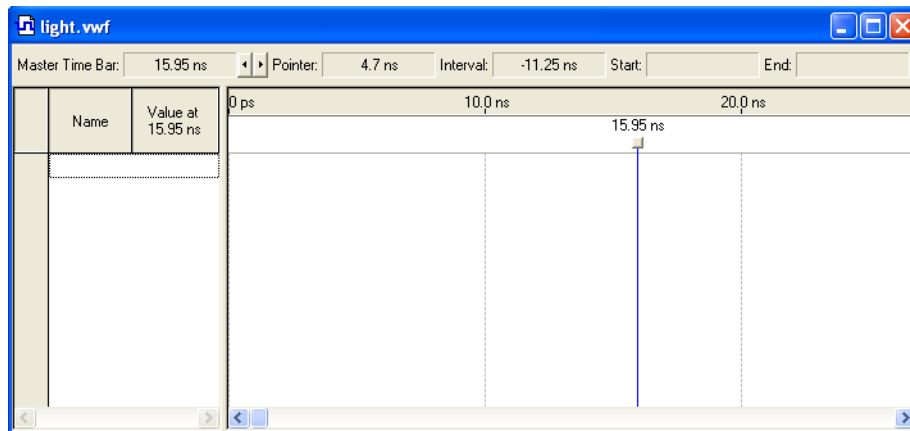 light.vwf
Master Time Bar: 15.95 ns Pointer: 4.7 ns Interval: -11.25 ns Start: End:
Name
Value at
15.95 ns
0 ps 10.0 ns 20.0 ns
15.95 ns